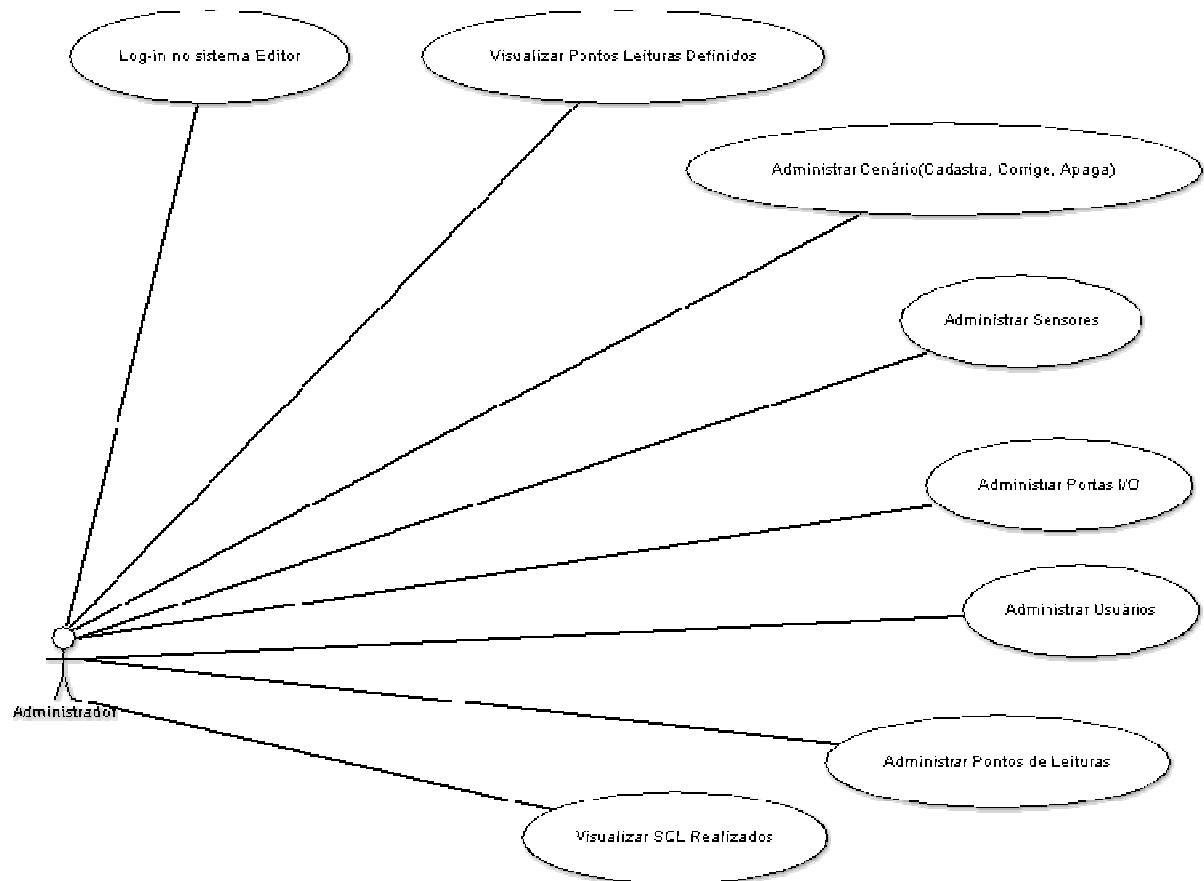 Log-in no sistema Editor
Visualizar Pontos Leituras Definidos
Administrar Cenário(Cadastra, Corrige, Apaga)
Administrar Sensores
Administrar Portas I/O
Administrar Usuários
Administrador
Administrar Pontos de Leituras
Visualizar SCL Realizados